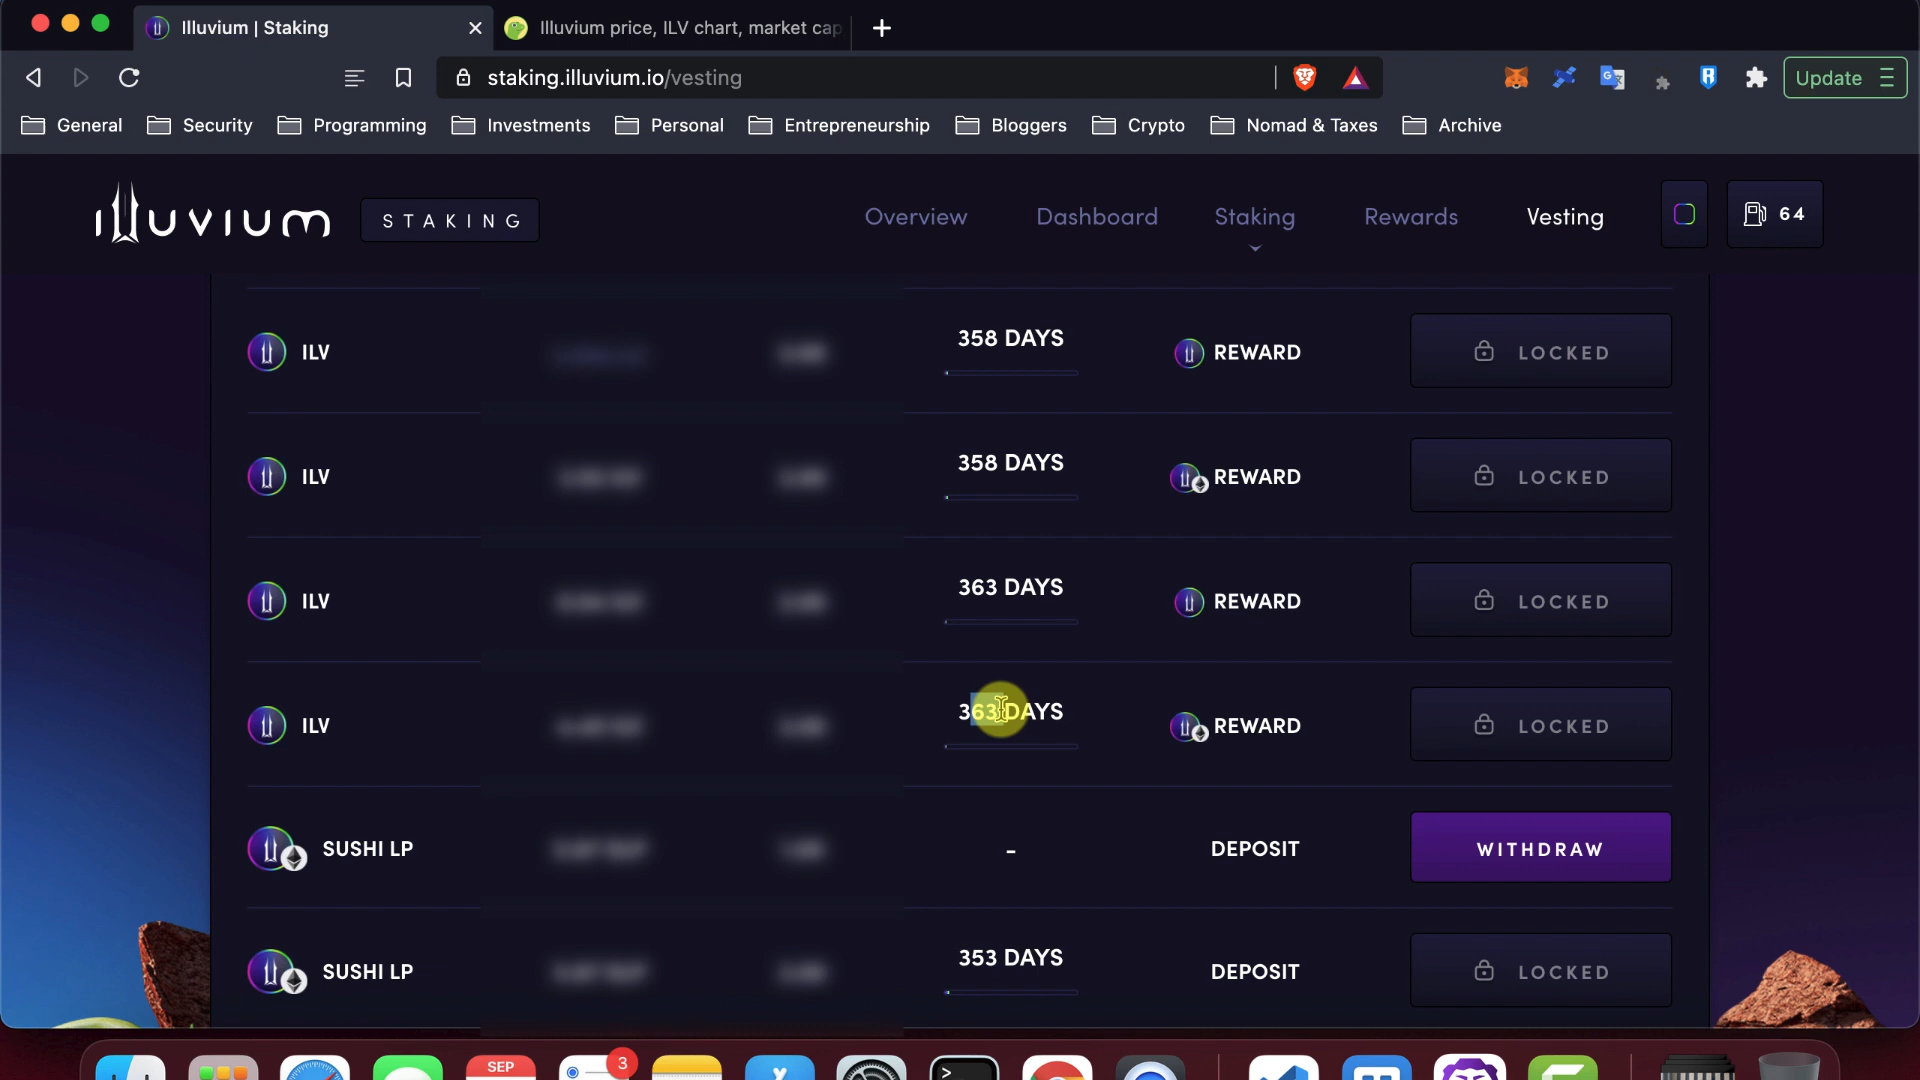 Illuvium | Staking
Illuvium price, ILV chart, market cap
staking.illuvium.io/vesting
Update
General
Security
Programming
Investments
Personal
Entrepreneurship
Bloggers
Crypto
Nomad & Taxes
Archive
illuvium
STAKING
Overview
Dashboard
Staking
Rewards
Vesting
64
ILV
358 DAYS
REWARD
LOCKED
ILV
358 DAYS
REWARD
LOCKED
ILV
363 DAYS
REWARD
LOCKED
ILV
363 DAYS
REWARD
LOCKED
SUSHI LP
-
DEPOSIT
WITHDRAW
SUSHI LP
353 DAYS
DEPOSIT
LOCKED
SEP
3